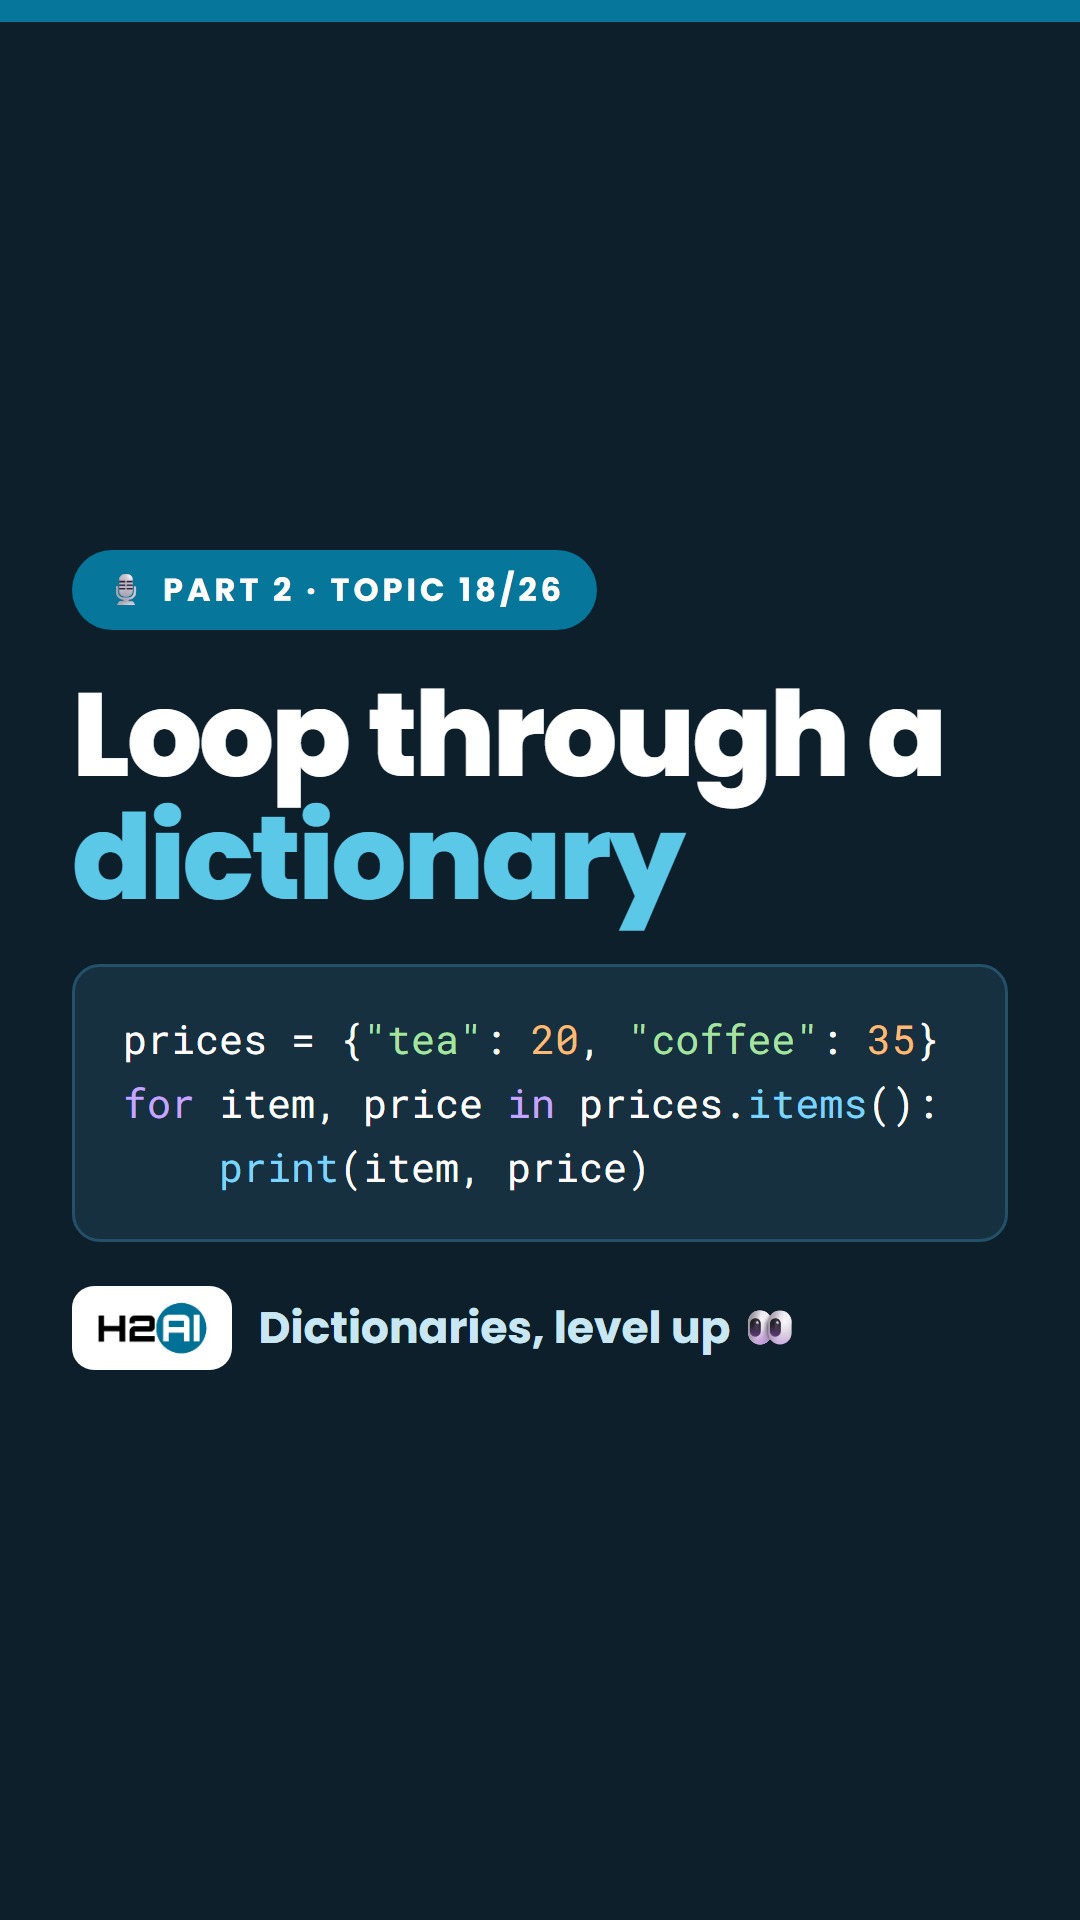 🎙️ PART 2 · TOPIC 18/26
Loop through a
dictionary
prices = {"tea": 20, "coffee": 35}
for item, price in prices.items():
    print(item, price)
H2AI
Dictionaries, level up 👀